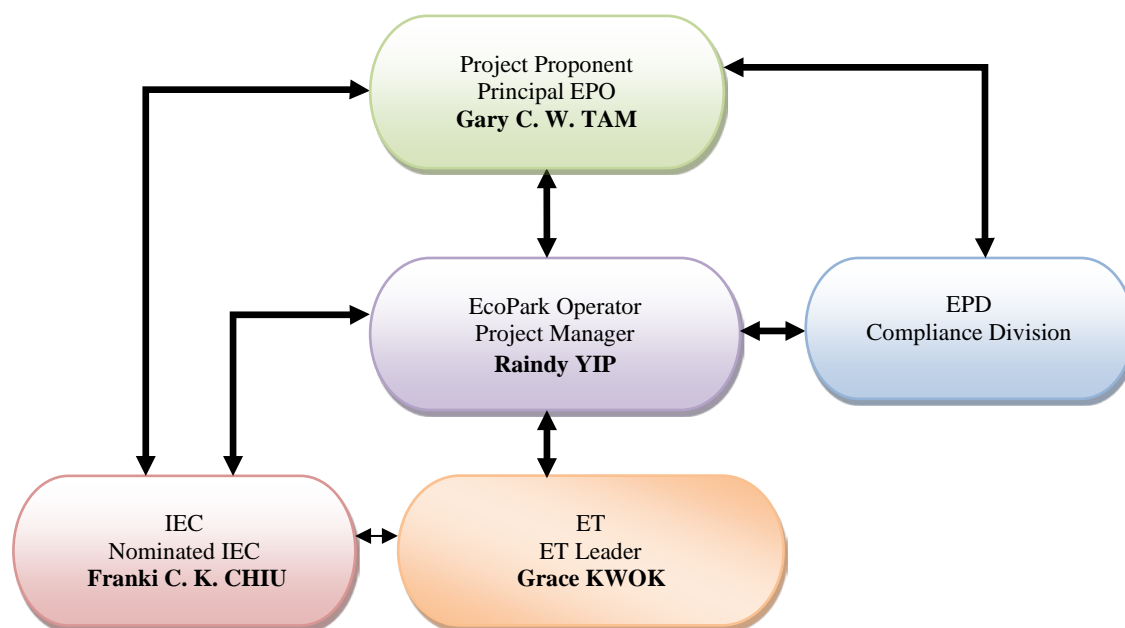 Project Proponent
Principal EPO
Gary C. W. TAM
EcoPark Operator
Project Manager
Raindy YIP
EPD
Compliance Division
IEC
Nominated IEC
Franki C. K. CHIU
ET
ET Leader
Grace KWOK